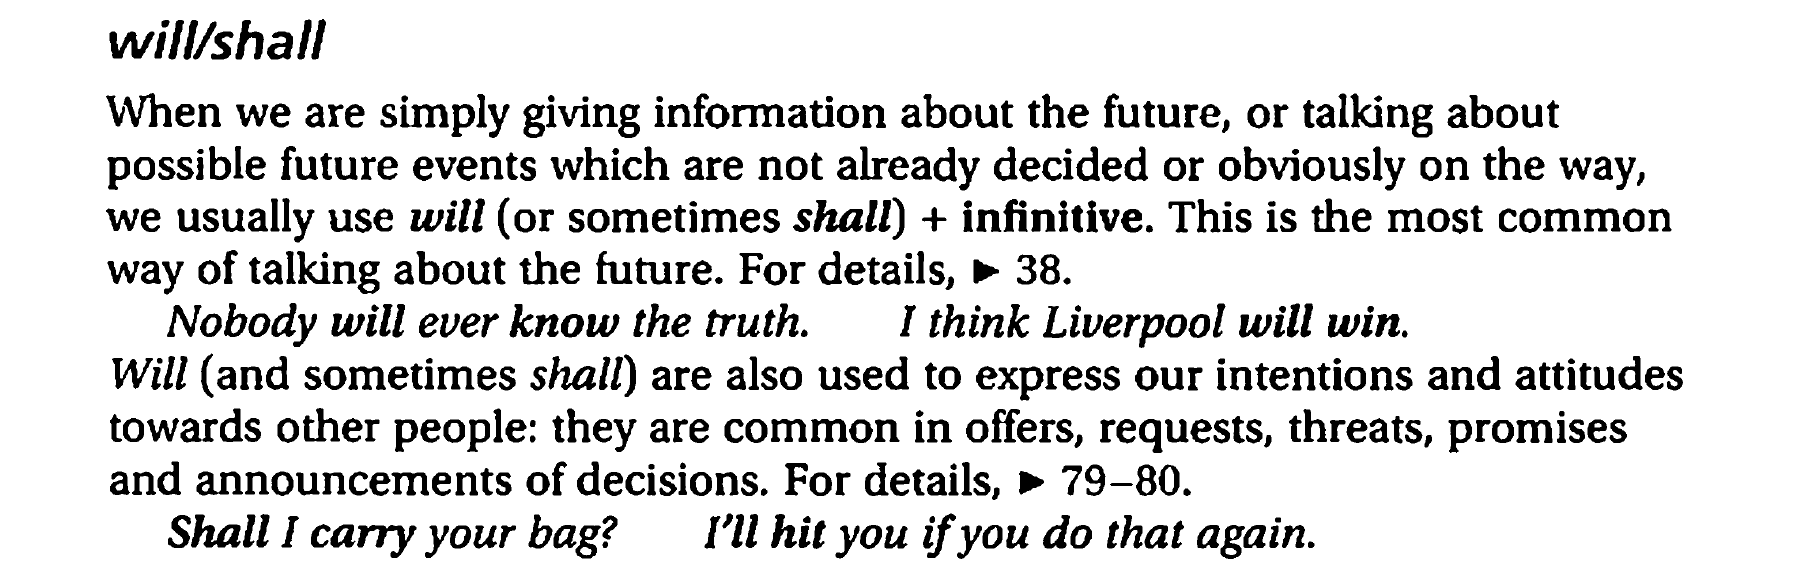 will/shall
When we are simply giving information about the future, or talking about
possible future events which are not already decided or obviously on the way,
we usually use will (or sometimes shall) + infinitive. This is the most common
way of talking about the future. For details, ► 38.
Nobody will ever know the truth. I think Liverpool will win.
Will (and sometimes shall) are also used to express our intentions and attitudes
towards other people: they are common in offers, requests, threats, promises
and announcements of decisions. For details, ► 79–80.
Shall I carry your bag? I'll hit you if you do that again.